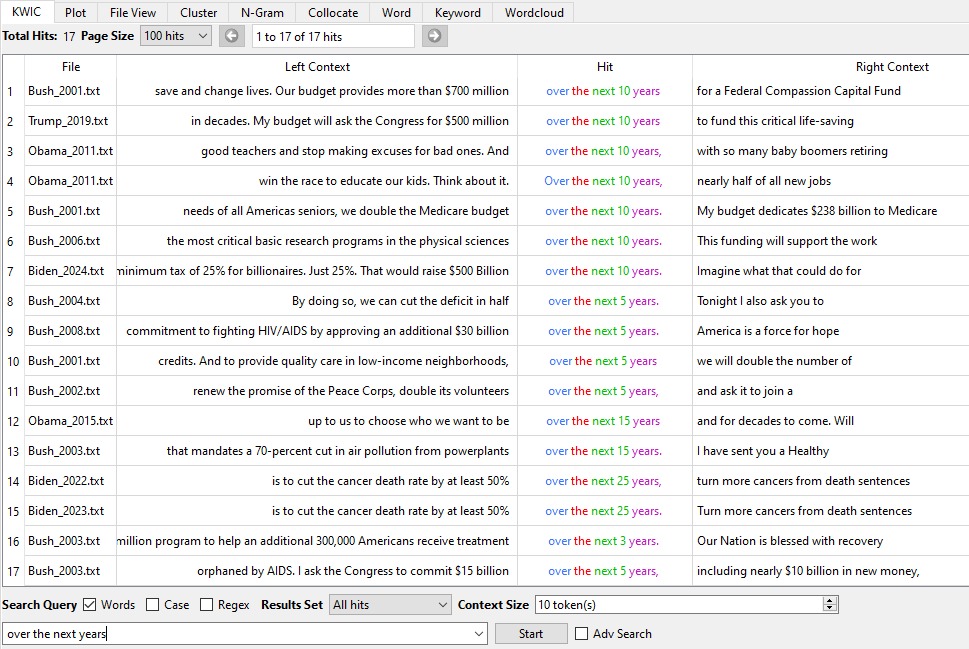 KWIC Plot File View Cluster N-Gram Collocate Word Keyword Wordcloud
Total Hits: 17 Page Size 100 hits 1 to 17 of 17 hits
File Left Context Hit Right Context
1 Bush_2001.txt save and change lives. Our budget provides more than $700 million over the next 10 years for a Federal Compassion Capital Fund
2 Trump_2019.txt in decades. My budget will ask the Congress for $500 million over the next 10 years to fund this critical life-saving
3 Obama_2011.txt good teachers and stop making excuses for bad ones. And over the next 10 years, with so many baby boomers retiring
4 Obama_2011.txt win the race to educate our kids. Think about it. Over the next 10 years, nearly half of all new jobs
5 Bush_2001.txt needs of all Americas seniors, we double the Medicare budget over the next 10 years. My budget dedicates $238 billion to Medicare
6 Bush_2006.txt the most critical basic research programs in the physical sciences over the next 10 years. This funding will support the work
7 Biden_2024.txt minimum tax of 25% for billionaires. Just 25%. That would raise $500 Billion over the next 10 years. Imagine what that could do for
8 Bush_2004.txt By doing so, we can cut the deficit in half over the next 5 years. Tonight I also ask you to
9 Bush_2008.txt commitment to fighting HIV/AIDS by approving an additional $30 billion over the next 5 years. America is a force for hope
10 Bush_2001.txt credits. And to provide quality care in low-income neighborhoods, over the next 5 years we will double the number of
11 Bush_2002.txt renew the promise of the Peace Corps, double its volunteers over the next 5 years, and ask it to join a
12 Obama_2015.txt up to us to choose who we want to be over the next 15 years and for decades to come. Will
13 Bush_2003.txt that mandates a 70-percent cut in air pollution from powerplants over the next 15 years. I have sent you a Healthy
14 Biden_2022.txt is to cut the cancer death rate by at least 50% over the next 25 years, turn more cancers from death sentences
15 Biden_2023.txt is to cut the cancer death rate by at least 50% over the next 25 years. Turn more cancers from death sentences
16 Bush_2003.txt million program to help an additional 300,000 Americans receive treatment over the next 3 years. Our Nation is blessed with recovery
17 Bush_2003.txt orphaned by AIDS. I ask the Congress to commit $15 billion over the next 5 years, including nearly $10 billion in new money,
Search Query Words Case Regex Results Set All hits Context Size 10 token(s)
over the next years Start Adv Search